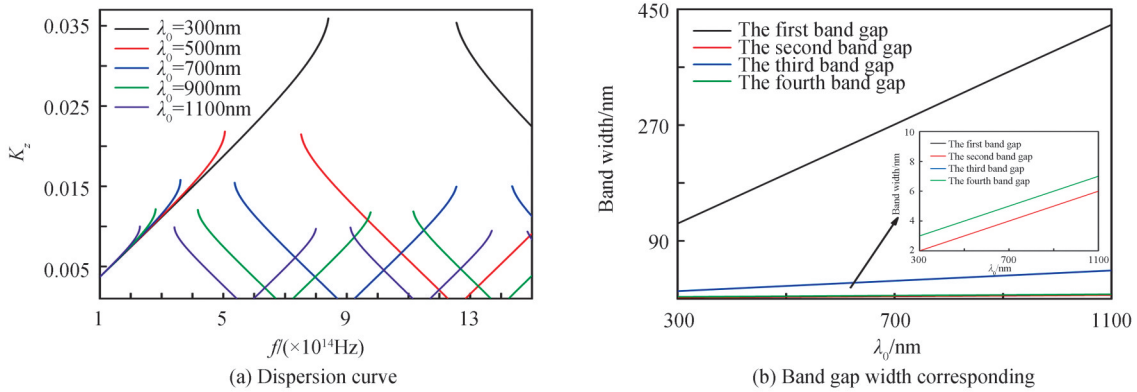 0.035
0.025
0.015
0.005
K_z
λ₀=300nm
λ₀=500nm
λ₀=700nm
λ₀=900nm
λ₀=1100nm
1 5 9 13
f/(×10¹⁴Hz)
(a) Dispersion curve
450
270
90
Band width/nm
The first band gap
The second band gap
The third band gap
The fourth band gap
10
8
6
4
2
Band width/nm
The first band gap
The second band gap
The third band gap
The fourth band gap
300 700 1100
λ₀/nm
300 700 1100
λ₀/nm
(b) Band gap width corresponding